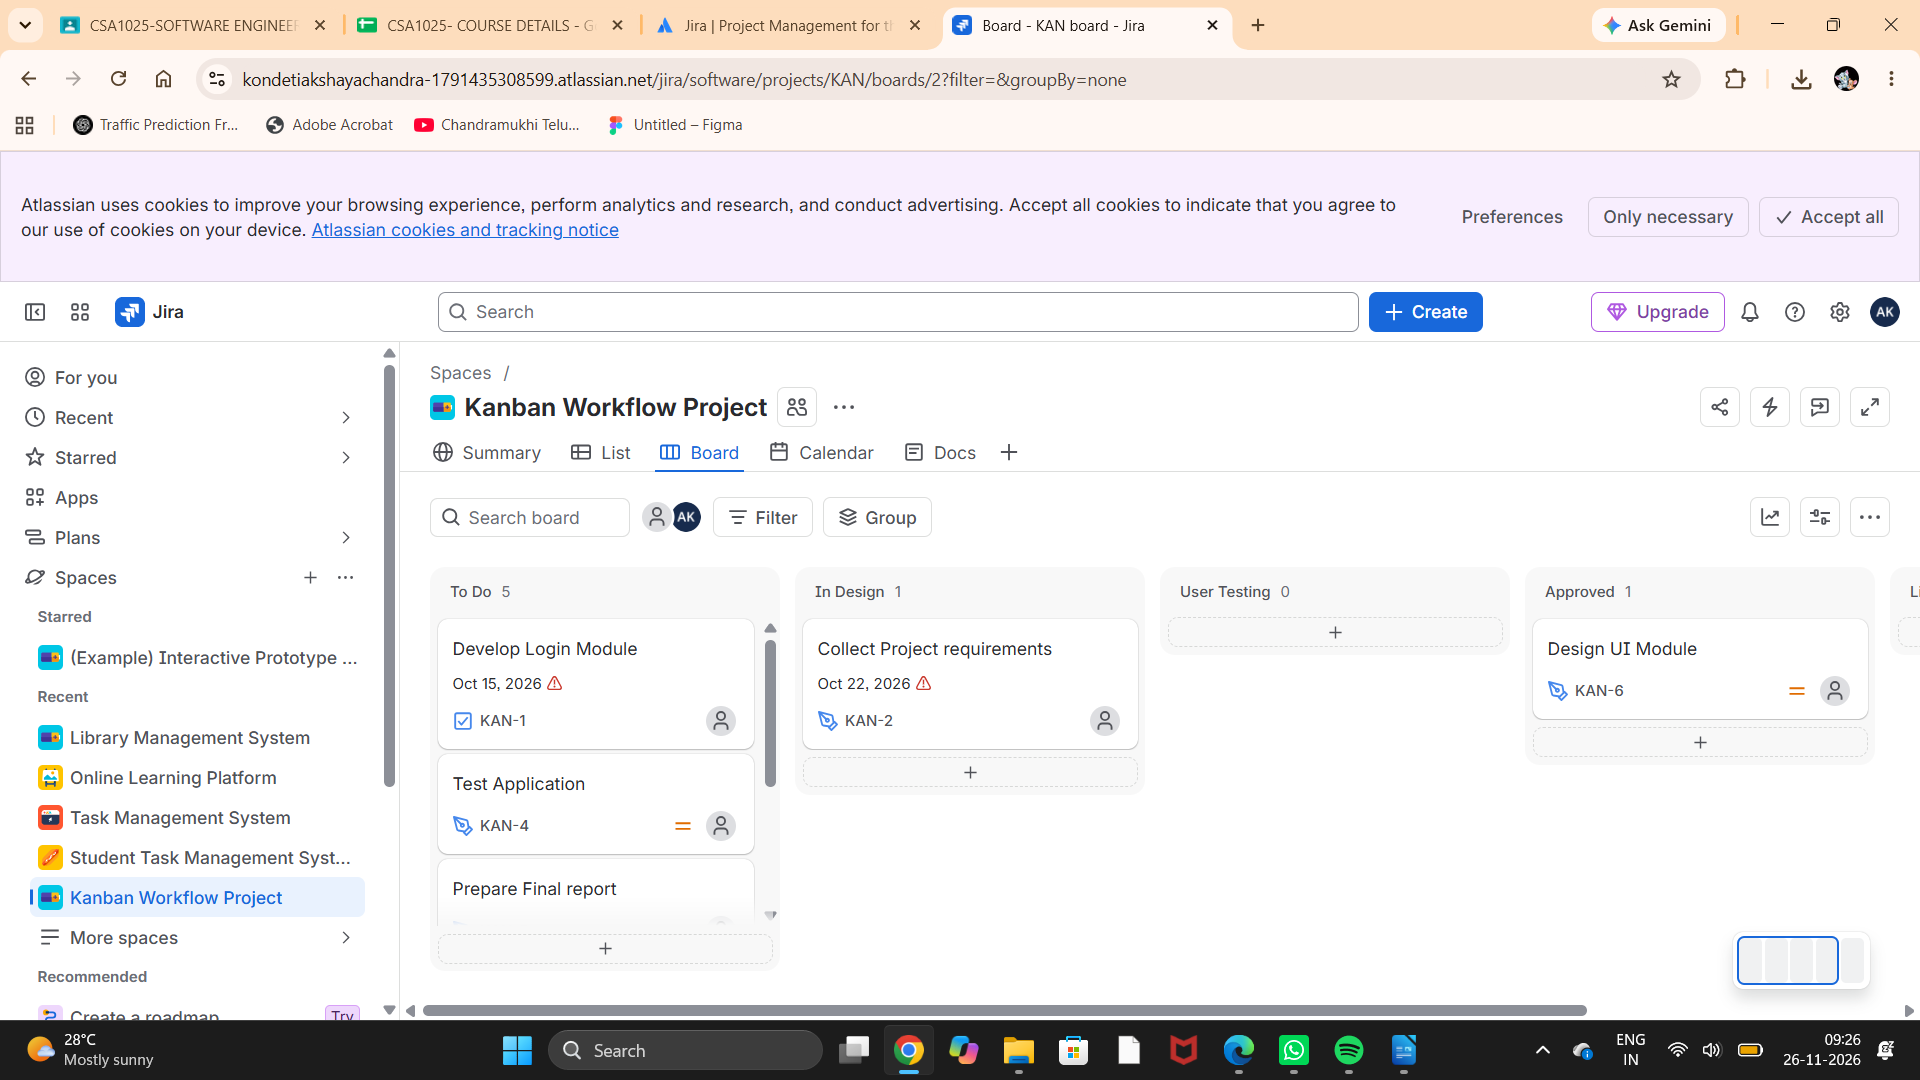 CSA1025-SOFTWARE ENGINEER
CSA1025- COURSE DETAILS - G
Jira | Project Management for th
Board - KAN board - Jira
Ask Gemini
kondetiakshayachandra-1791435308599.atlassian.net/jira/software/projects/KAN/boards/2?filter=&groupBy=none
Traffic Prediction Fr...
Adobe Acrobat
Chandramukhi Telu...
Untitled – Figma
Atlassian uses cookies to improve your browsing experience, perform analytics and research, and conduct advertising. Accept all cookies to indicate that you agree to
our use of cookies on your device. Atlassian cookies and tracking notice
Preferences
Only necessary
Accept all
Jira
Search
Create
Upgrade
AK
For you
Recent
Starred
Apps
Plans
Spaces
Starred
(Example) Interactive Prototype ...
Recent
Library Management System
Online Learning Platform
Task Management System
Student Task Management Syst...
Kanban Workflow Project
More spaces
Recommended
Create a roadmap
Try
Spaces /
Kanban Workflow Project
Summary
List
Board
Calendar
Docs
Search board
AK
Filter
Group
To Do 5
Develop Login Module
Oct 15, 2026
KAN-1
Test Application
KAN-4
Prepare Final report
In Design 1
Collect Project requirements
Oct 22, 2026
KAN-2
User Testing 0
Approved 1
Design UI Module
KAN-6
28°C
Mostly sunny
Search
ENG
IN
09:26
26-11-2026